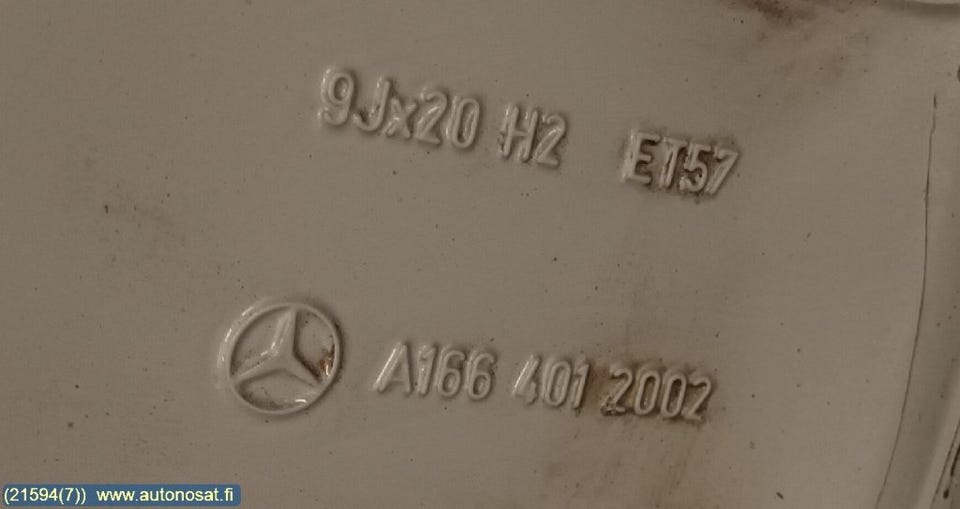 9Jx20 H2 ET57
A166 401 2002
(21594(7)) www.autonosat.fi